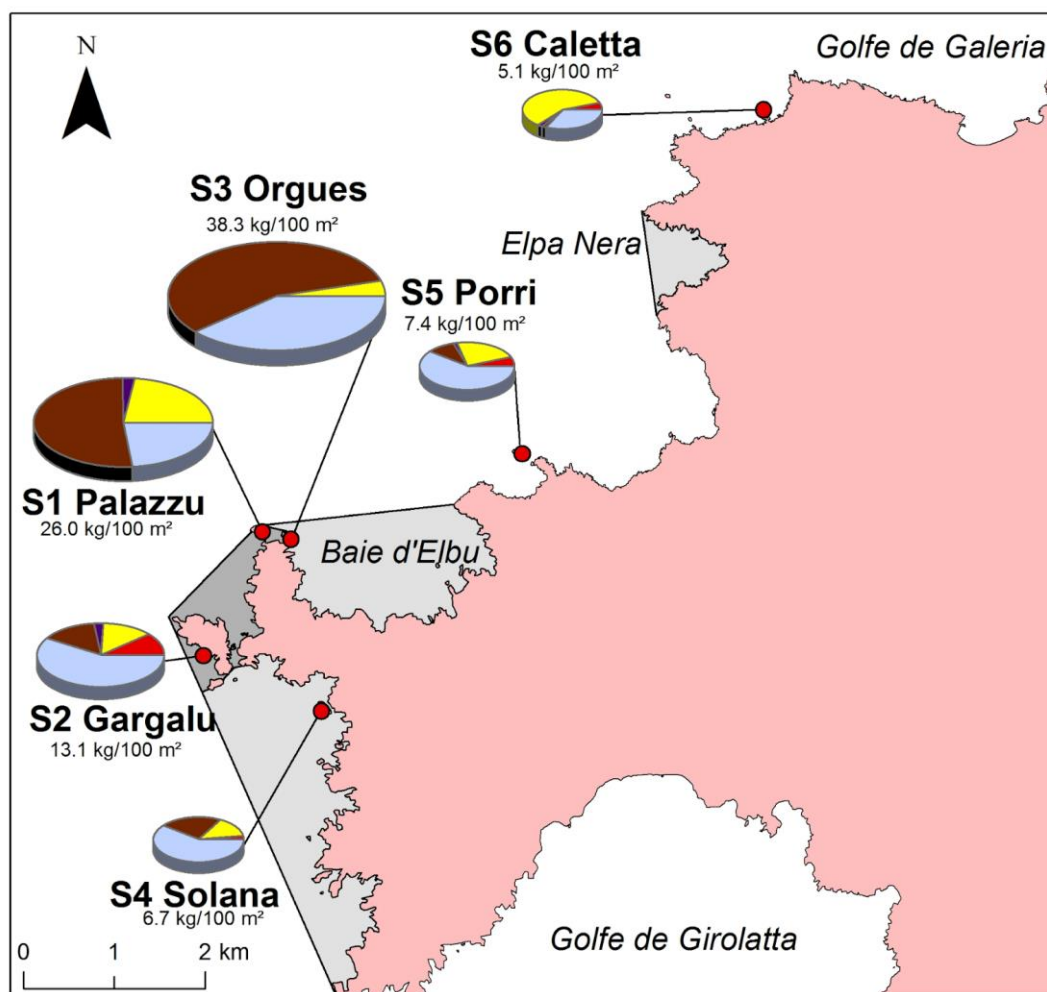 N
S6 Caletta
5.1 kg/100 m²
Golfe de Galeria
S3 Orgues
38.3 kg/100 m²
Elpa Nera
S5 Porri
7.4 kg/100 m²
S1 Palazzu
26.0 kg/100 m²
Baie d'Elbu
S2 Gargalu
13.1 kg/100 m²
S4 Solana
6.7 kg/100 m²
Golfe de Girolatta
0 1 2 km